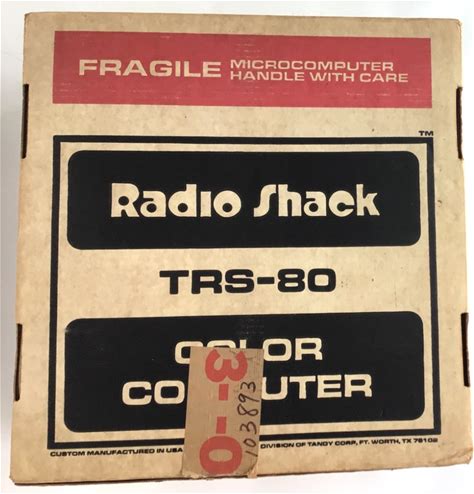 FRAGILE MICROCOMPUTER
HANDLE WITH CARE
TM
Radio Shack
TRS-80
COLOR
COMPUTER
3--0
103893
CUSTOM MANUFACTURED IN USA DIVISION OF TANDY CORP, FT. WORTH, TX 76102